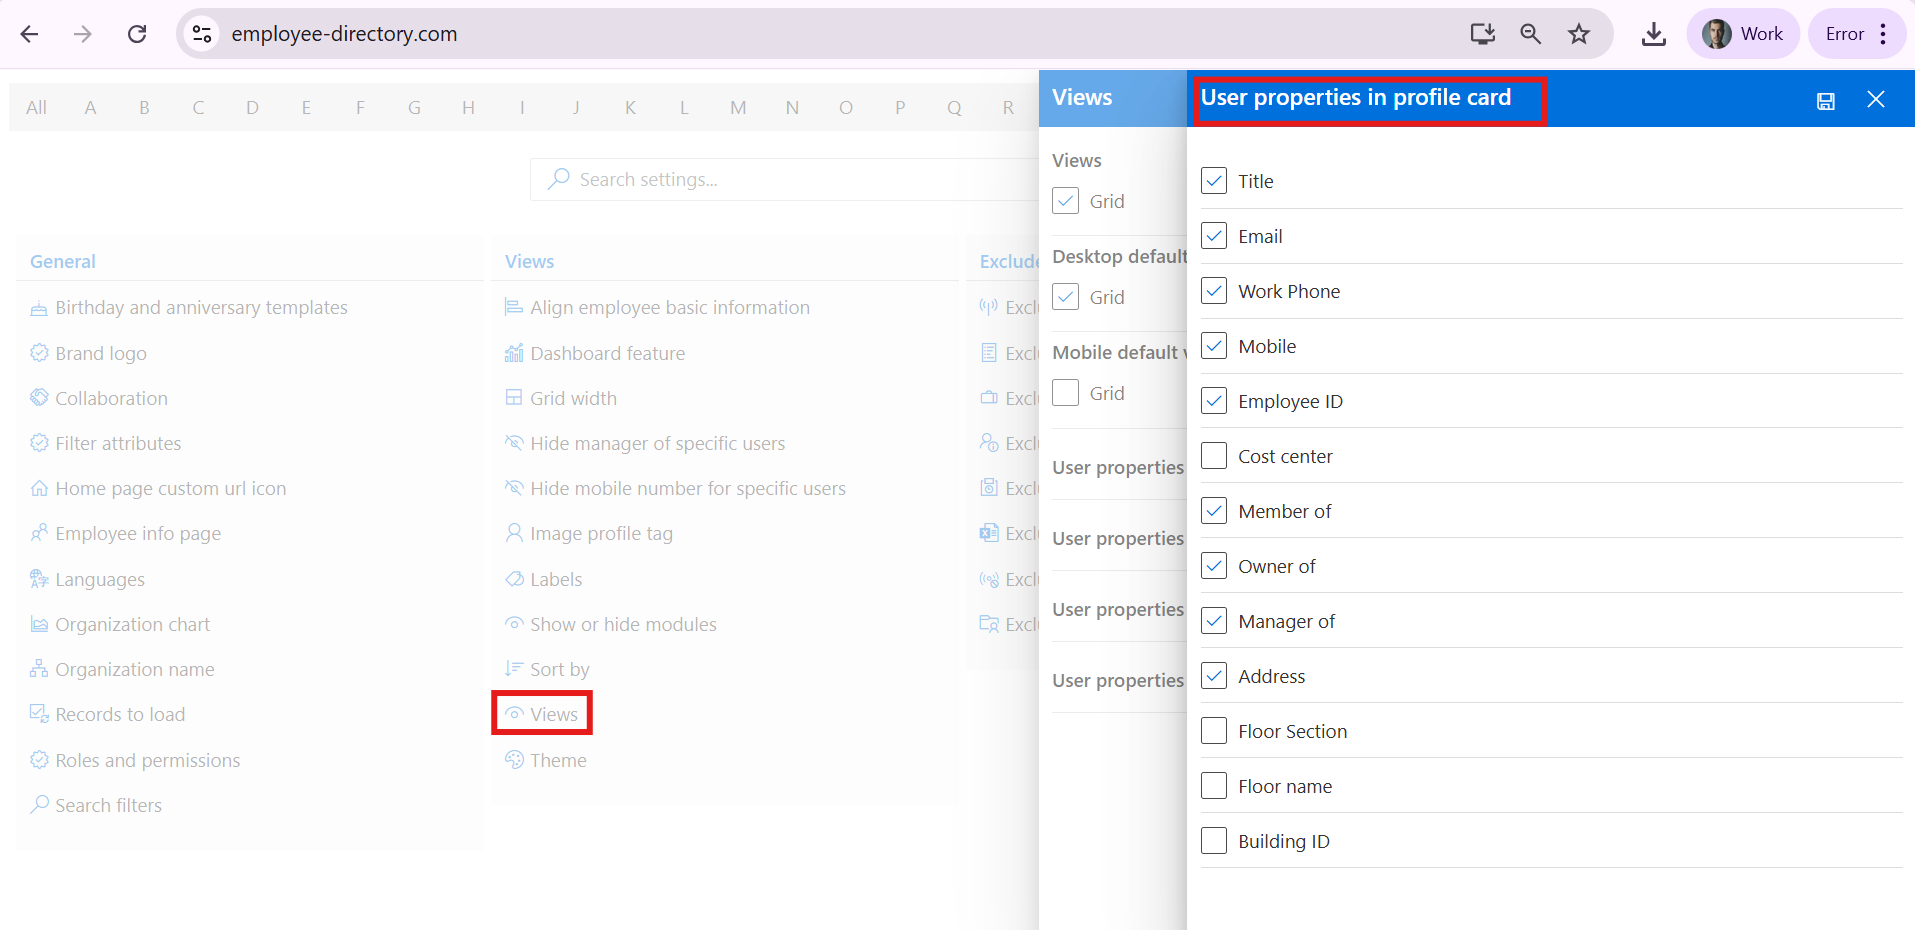 employee-directory.com
Work
Error
All A B C D E F G H I J K L M N O P Q R
Search settings...
General
Birthday and anniversary templates
Brand logo
Collaboration
Filter attributes
Home page custom url icon
Employee info page
Languages
Organization chart
Organization name
Records to load
Roles and permissions
Search filters
Views
Align employee basic information
Dashboard feature
Grid width
Hide manager of specific users
Hide mobile number for specific users
Image profile tag
Labels
Show or hide modules
Sort by
Views
Theme
Exclude
Excl
Excl
Excl
Excl
Excl
Excl
Excl
Excl
Views
Views
Grid
Desktop default
Grid
Mobile default
Grid
User properties
User properties
User properties
User properties
User properties in profile card
Title
Email
Work Phone
Mobile
Employee ID
Cost center
Member of
Owner of
Manager of
Address
Floor Section
Floor name
Building ID